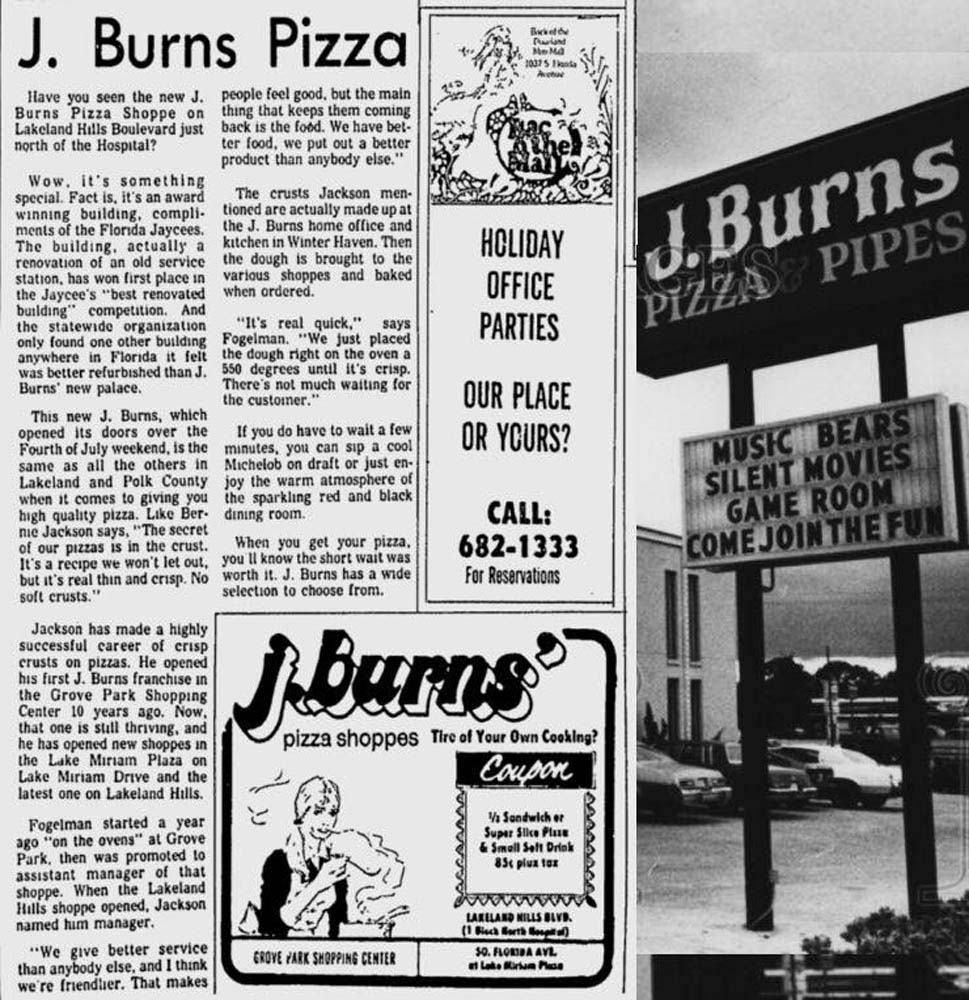 J. Burns Pizza
Have you seen the new J.
Burns Pizza Shoppe on
Lakeland Hills Boulevard just
north of the Hospital?
Wow, it's something
special. Fact is, it's an award
winning building, compli-
ments of the Florida Jaycees.
The building, actually a
renovation of an old service
station, has won first place in
the Jaycee's "best renovated
building" competition. And
the statewide organization
only found one other building
anywhere in Florida it felt
was better refurbished than J.
Burns' new palace.
This new J. Burns, which
opened its doors over the
Fourth of July weekend, is the
same as all the others in
Lakeland and Polk County
when it comes to giving you
high quality pizza. Like Ber-
nie Jackson says, "The secret
of our pizzas is in the crust.
It's a recipe we won't let out,
but it's real thin and crisp. No
soft crusts."
Jackson has made a highly
successful career of crisp
crusts on pizzas. He opened
his first J. Burns franchise in
the Grove Park Shopping
Center 10 years ago. Now,
that one is still thriving, and
he has opened new shoppes in
the Lake Miriam Plaza on
Lake Miriam Drive and the
latest one on Lakeland Hills.
Fogelman started a year
ago "on the ovens" at Grove
Park, then was promoted to
assistant manager of that
shoppe. When the Lakeland
Hills shoppe opened, Jackson
named him manager.
"We give better service
than anybody else, and I think
we're friendlier. That makes
people feel good, but the main
thing that keeps them coming
back is the food. We have bet-
ter food, we put out a better
product than anybody else."
The crusts Jackson men-
tioned are actually made up at
the J. Burns home office and
kitchen in Winter Haven. Then
the dough is brought to the
various shoppes and baked
when ordered.
"It's real quick," says
Fogelman. "We just placed
the dough right on the oven a
550 degrees until it's crisp.
There's not much waiting for
the customer."
If you do have to wait a few
minutes, you can sip a cool
Michelob on draft or just en-
joy the warm atmosphere of
the sparkling red and black
dining room.
When you get your pizza,
you'll know the short wait was
worth it. J. Burns has a wide
selection to choose from.
Back of the
Mall
Avenue
HOLIDAY
OFFICE
PARTIES
OUR PLACE
OR YOURS?
CALL:
682-1333
For Reservations
j. burns'
pizza shoppes
Tire of Your Own Cooking?
Coupon
1/2 Sandwich or
Super Slice Pizza
& Small Soft Drink
85¢ plus tax
LAKELAND HILLS BLVD.
(1 Block North Hospital)
GROVE PARK SHOPPING CENTER
SO. FLORIDA AVE.
at Lake Miriam Plaza
J. Burns
PIZZA & PIPES
MUSIC BEARS
SILENT MOVIES
GAME ROOM
COME JOIN THE FUN